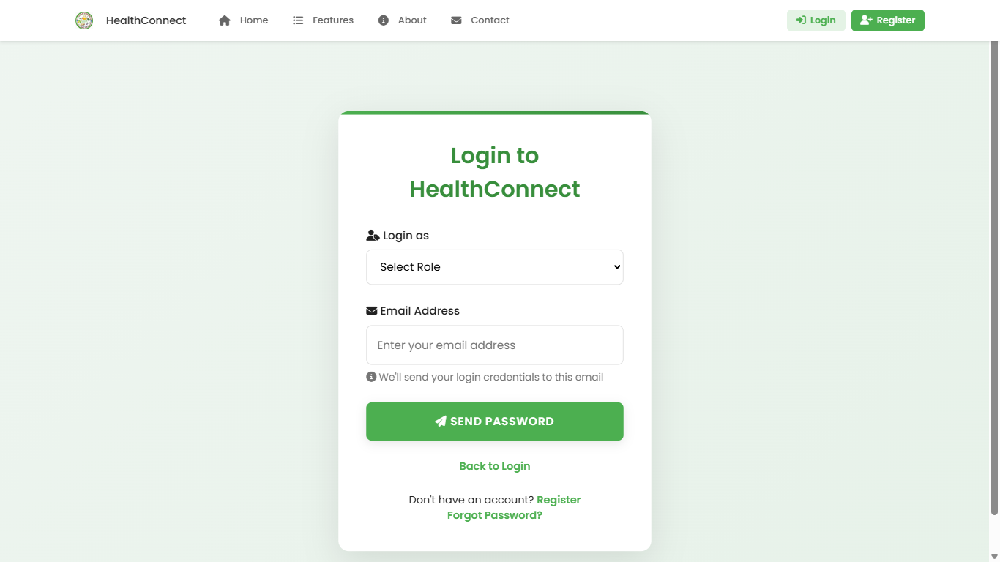 HealthConnect Home Features About Contact Login Register
Login to
HealthConnect
Login as
Select Role
Email Address
Enter your email address
We'll send your login credentials to this email
SEND PASSWORD
Back to Login
Don't have an account? Register
Forgot Password?